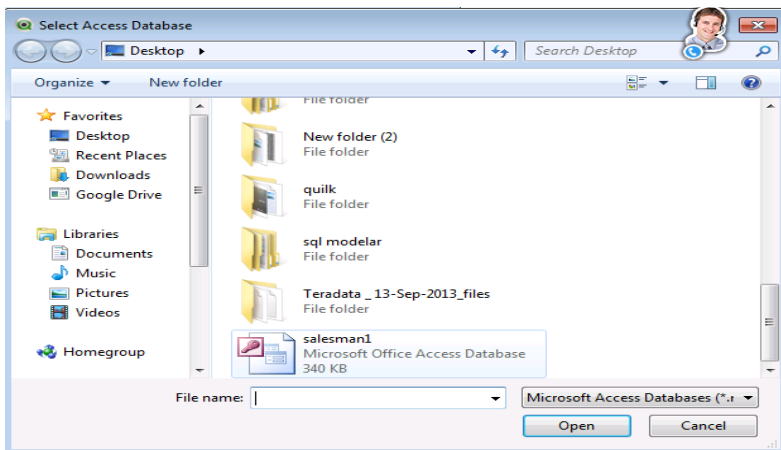 Select Access Database
Desktop
Search Desktop
Organize
New folder
Favorites
Desktop
Recent Places
Downloads
Google Drive
Libraries
Documents
Music
Pictures
Videos
Homegroup
File folder
New folder (2)
File folder
quilk
File folder
sql modelar
File folder
Teradata _ 13-Sep-2013_files
File folder
salesman1
Microsoft Office Access Database
340 KB
File name:
Microsoft Access Databases (*.r
Open
Cancel